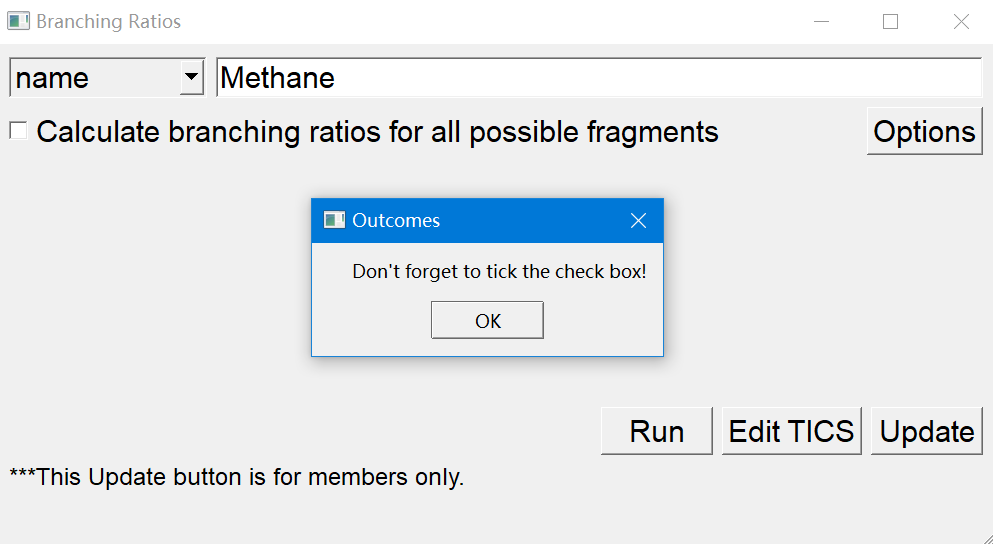 Branching Ratios
name Methane
Calculate branching ratios for all possible fragments Options
Outcomes
Don't forget to tick the check box!
OK
Run Edit TICS Update
***This Update button is for members only.